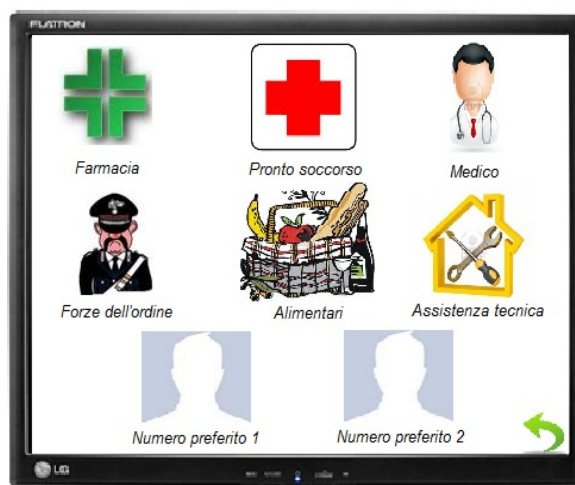 FLATRON
Farmacia
Pronto soccorso
Medico
Forze dell'ordine
Alimentari
Assistenza tecnica
Numero preferito 1
Numero preferito 2
LG